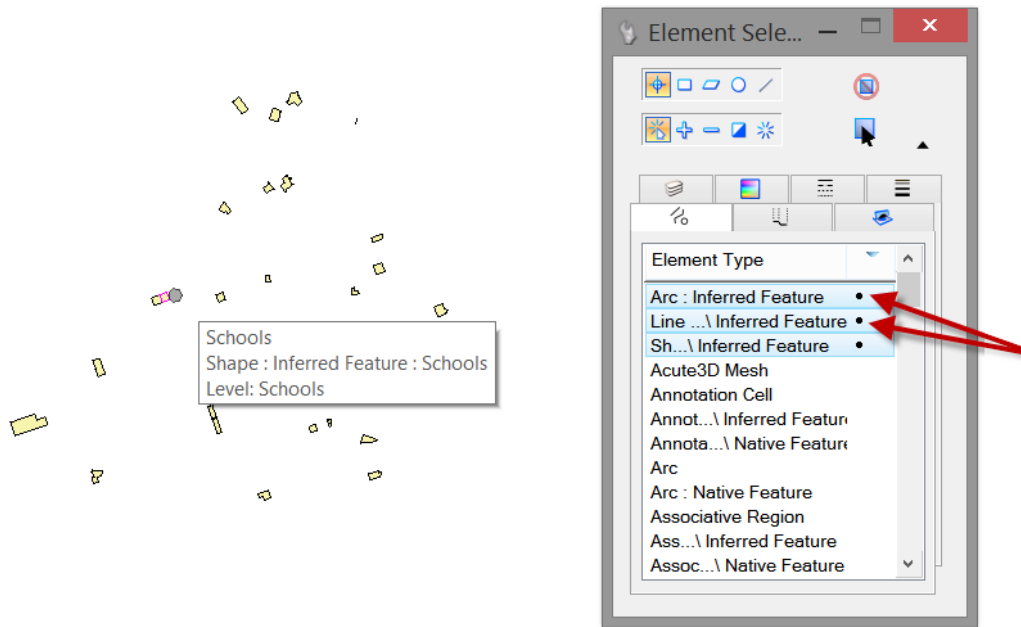 Element Sele...
Schools
Shape : Inferred Feature : Schools
Level: Schools
Element Type
Arc : Inferred Feature
Line ...\ Inferred Feature
Sh...\ Inferred Feature
Acute3D Mesh
Annotation Cell
Annot...\ Inferred Featur
Annota...\ Native Feature
Arc
Arc : Native Feature
Associative Region
Ass...\ Inferred Feature
Assoc...\ Native Feature